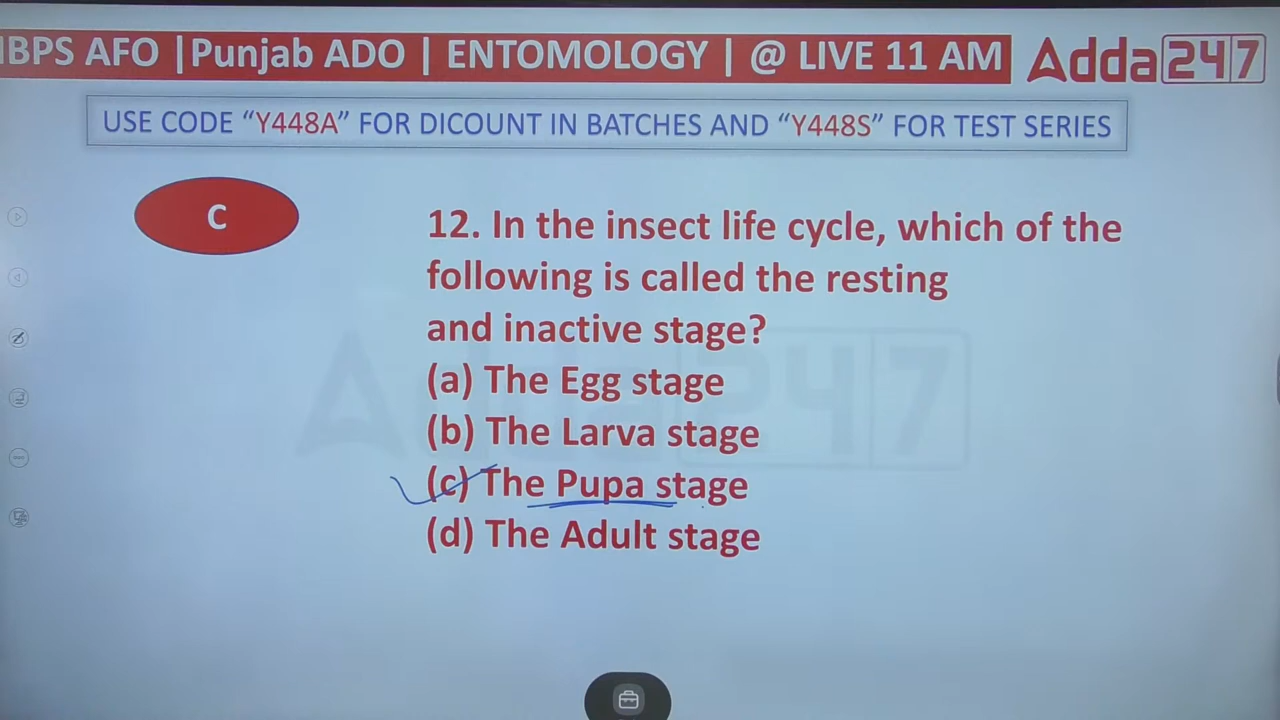 IBPS AFO |Punjab ADO | ENTOMOLOGY | @ LIVE 11 AM
Adda247
USE CODE “Y448A” FOR DICOUNT IN BATCHES AND “Y448S” FOR TEST SERIES
C
12. In the insect life cycle, which of the
following is called the resting
and inactive stage?
(a) The Egg stage
(b) The Larva stage
(c) The Pupa stage
(d) The Adult stage
Adda247